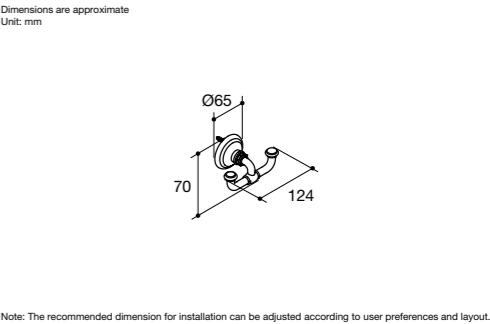 Dimensions are approximate
Unit: mm
Ø65
70
124
Note: The recommended dimension for installation can be adjusted according to user preferences and layout.